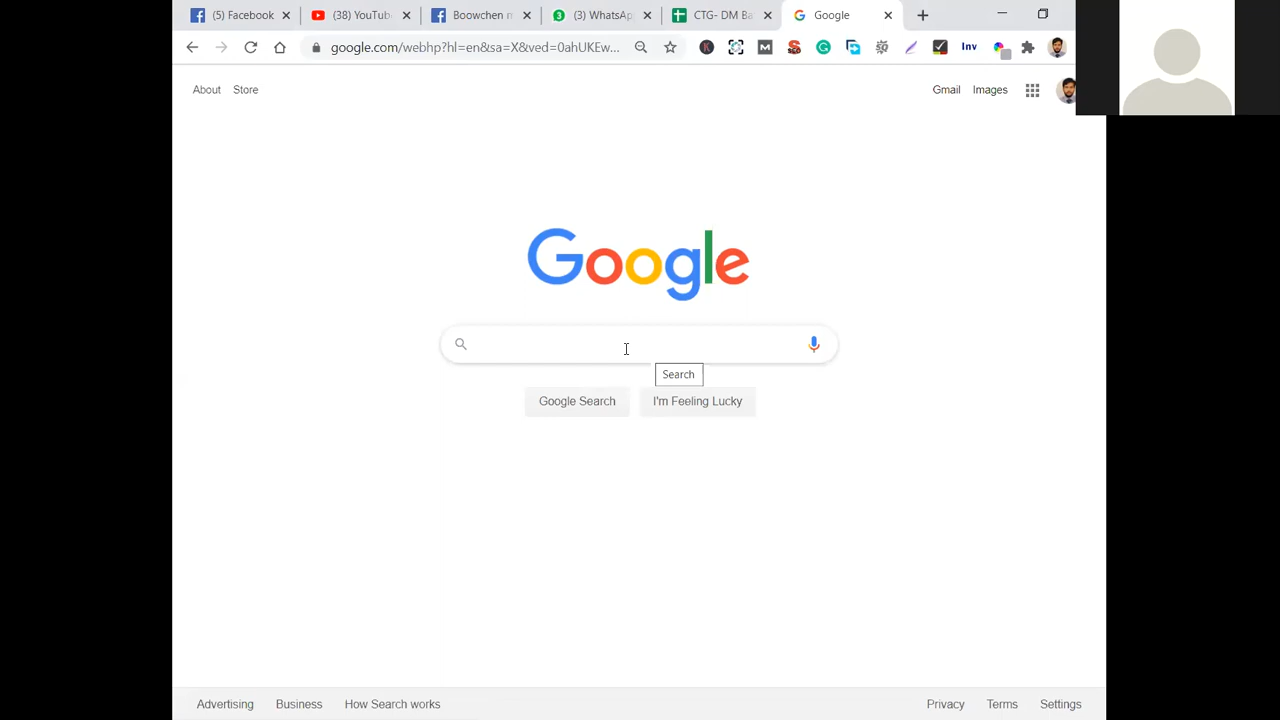 (5) Facebook
(38) YouTub
Boowchen m
3
(3) WhatsAp
CTG- DM Ba
Google
google.com/webhp?hl=en&sa=X&ved=0ahUKEw...
Inv
About
Store
Gmail
Images
Google
Search
Google Search
I'm Feeling Lucky
Advertising
Business
How Search works
Privacy
Terms
Settings